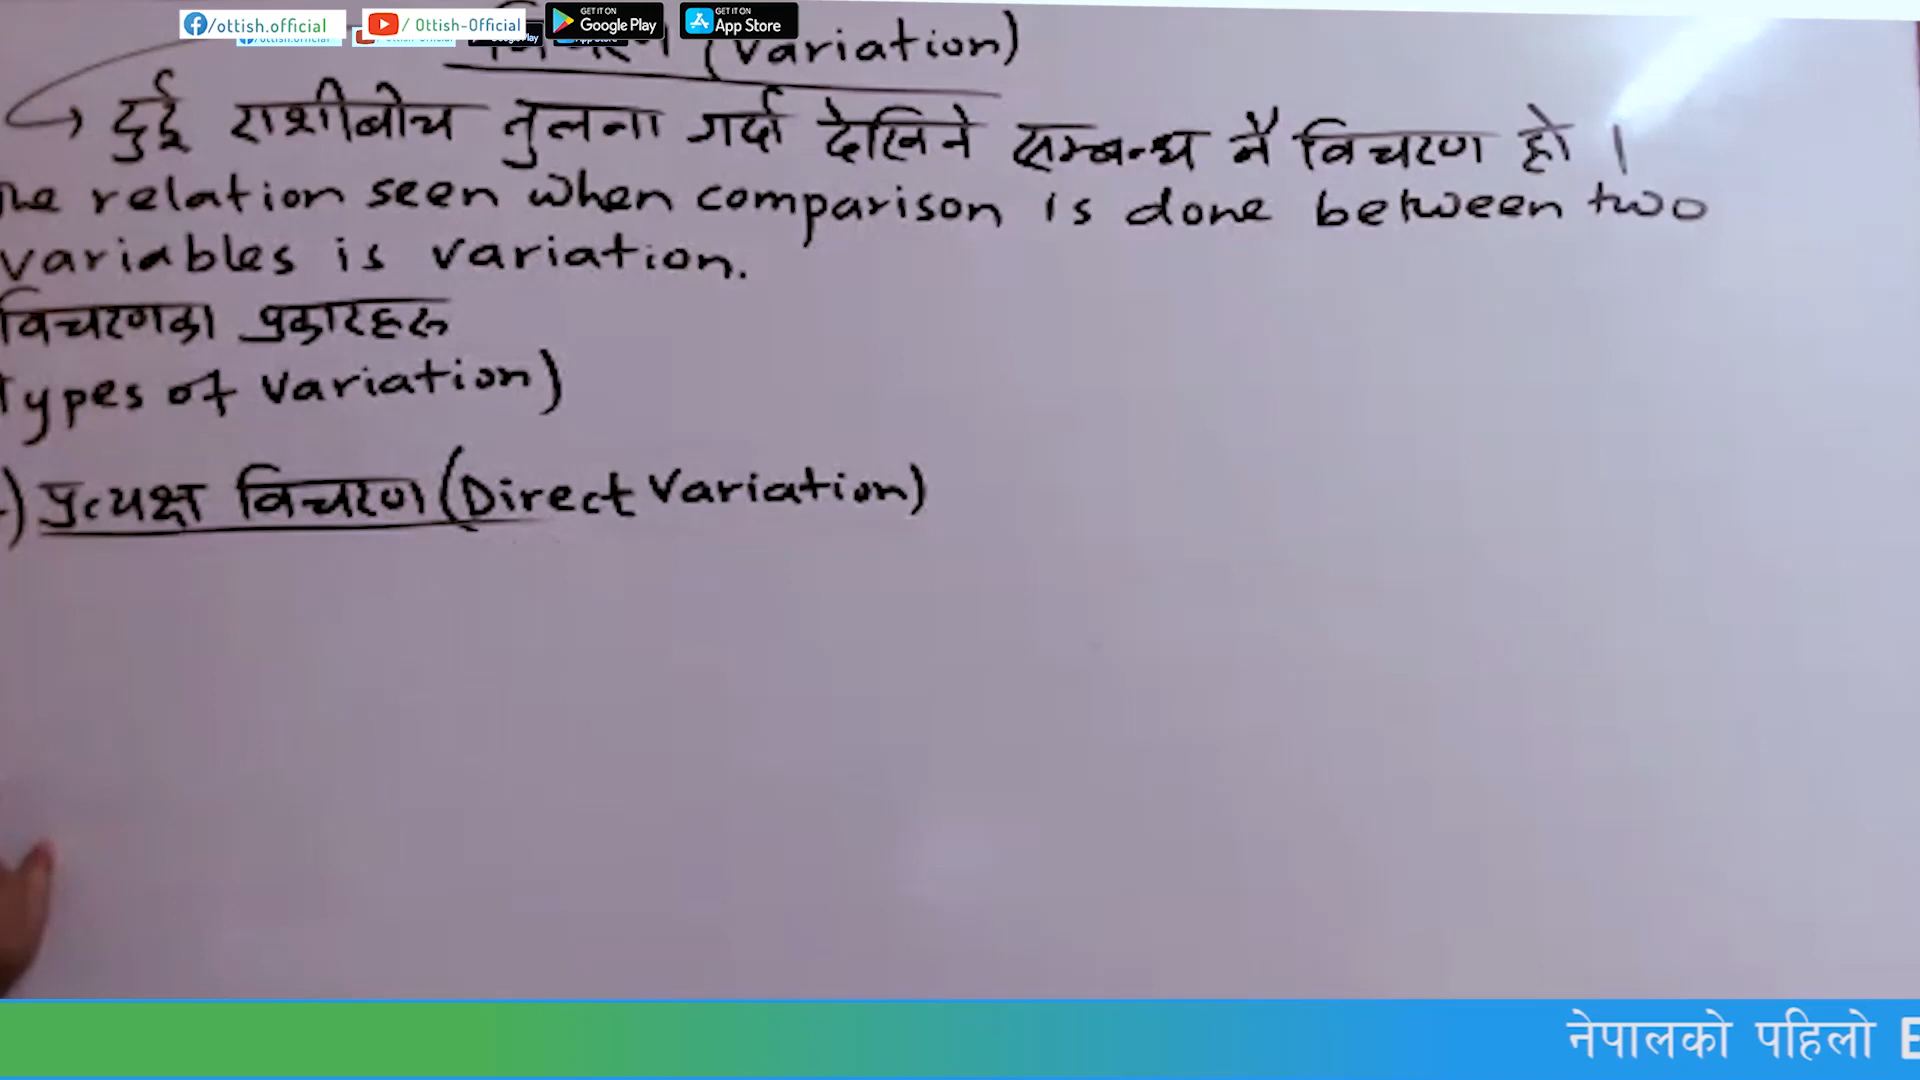 /ottish.official / Ottish-Official GET IT ON Google Play GET IT ON App Store
(Variation)
→ दुई राशीबीच तुलना गर्दा देखिने सम्बन्ध नै विचरण हो ।
he relation seen when comparison is done between two
variables is variation.
विचरणका प्रकारहरू
Types of Variation)
) प्रत्यक्ष विचरण (Direct Variation)
नेपालको पहिलो E